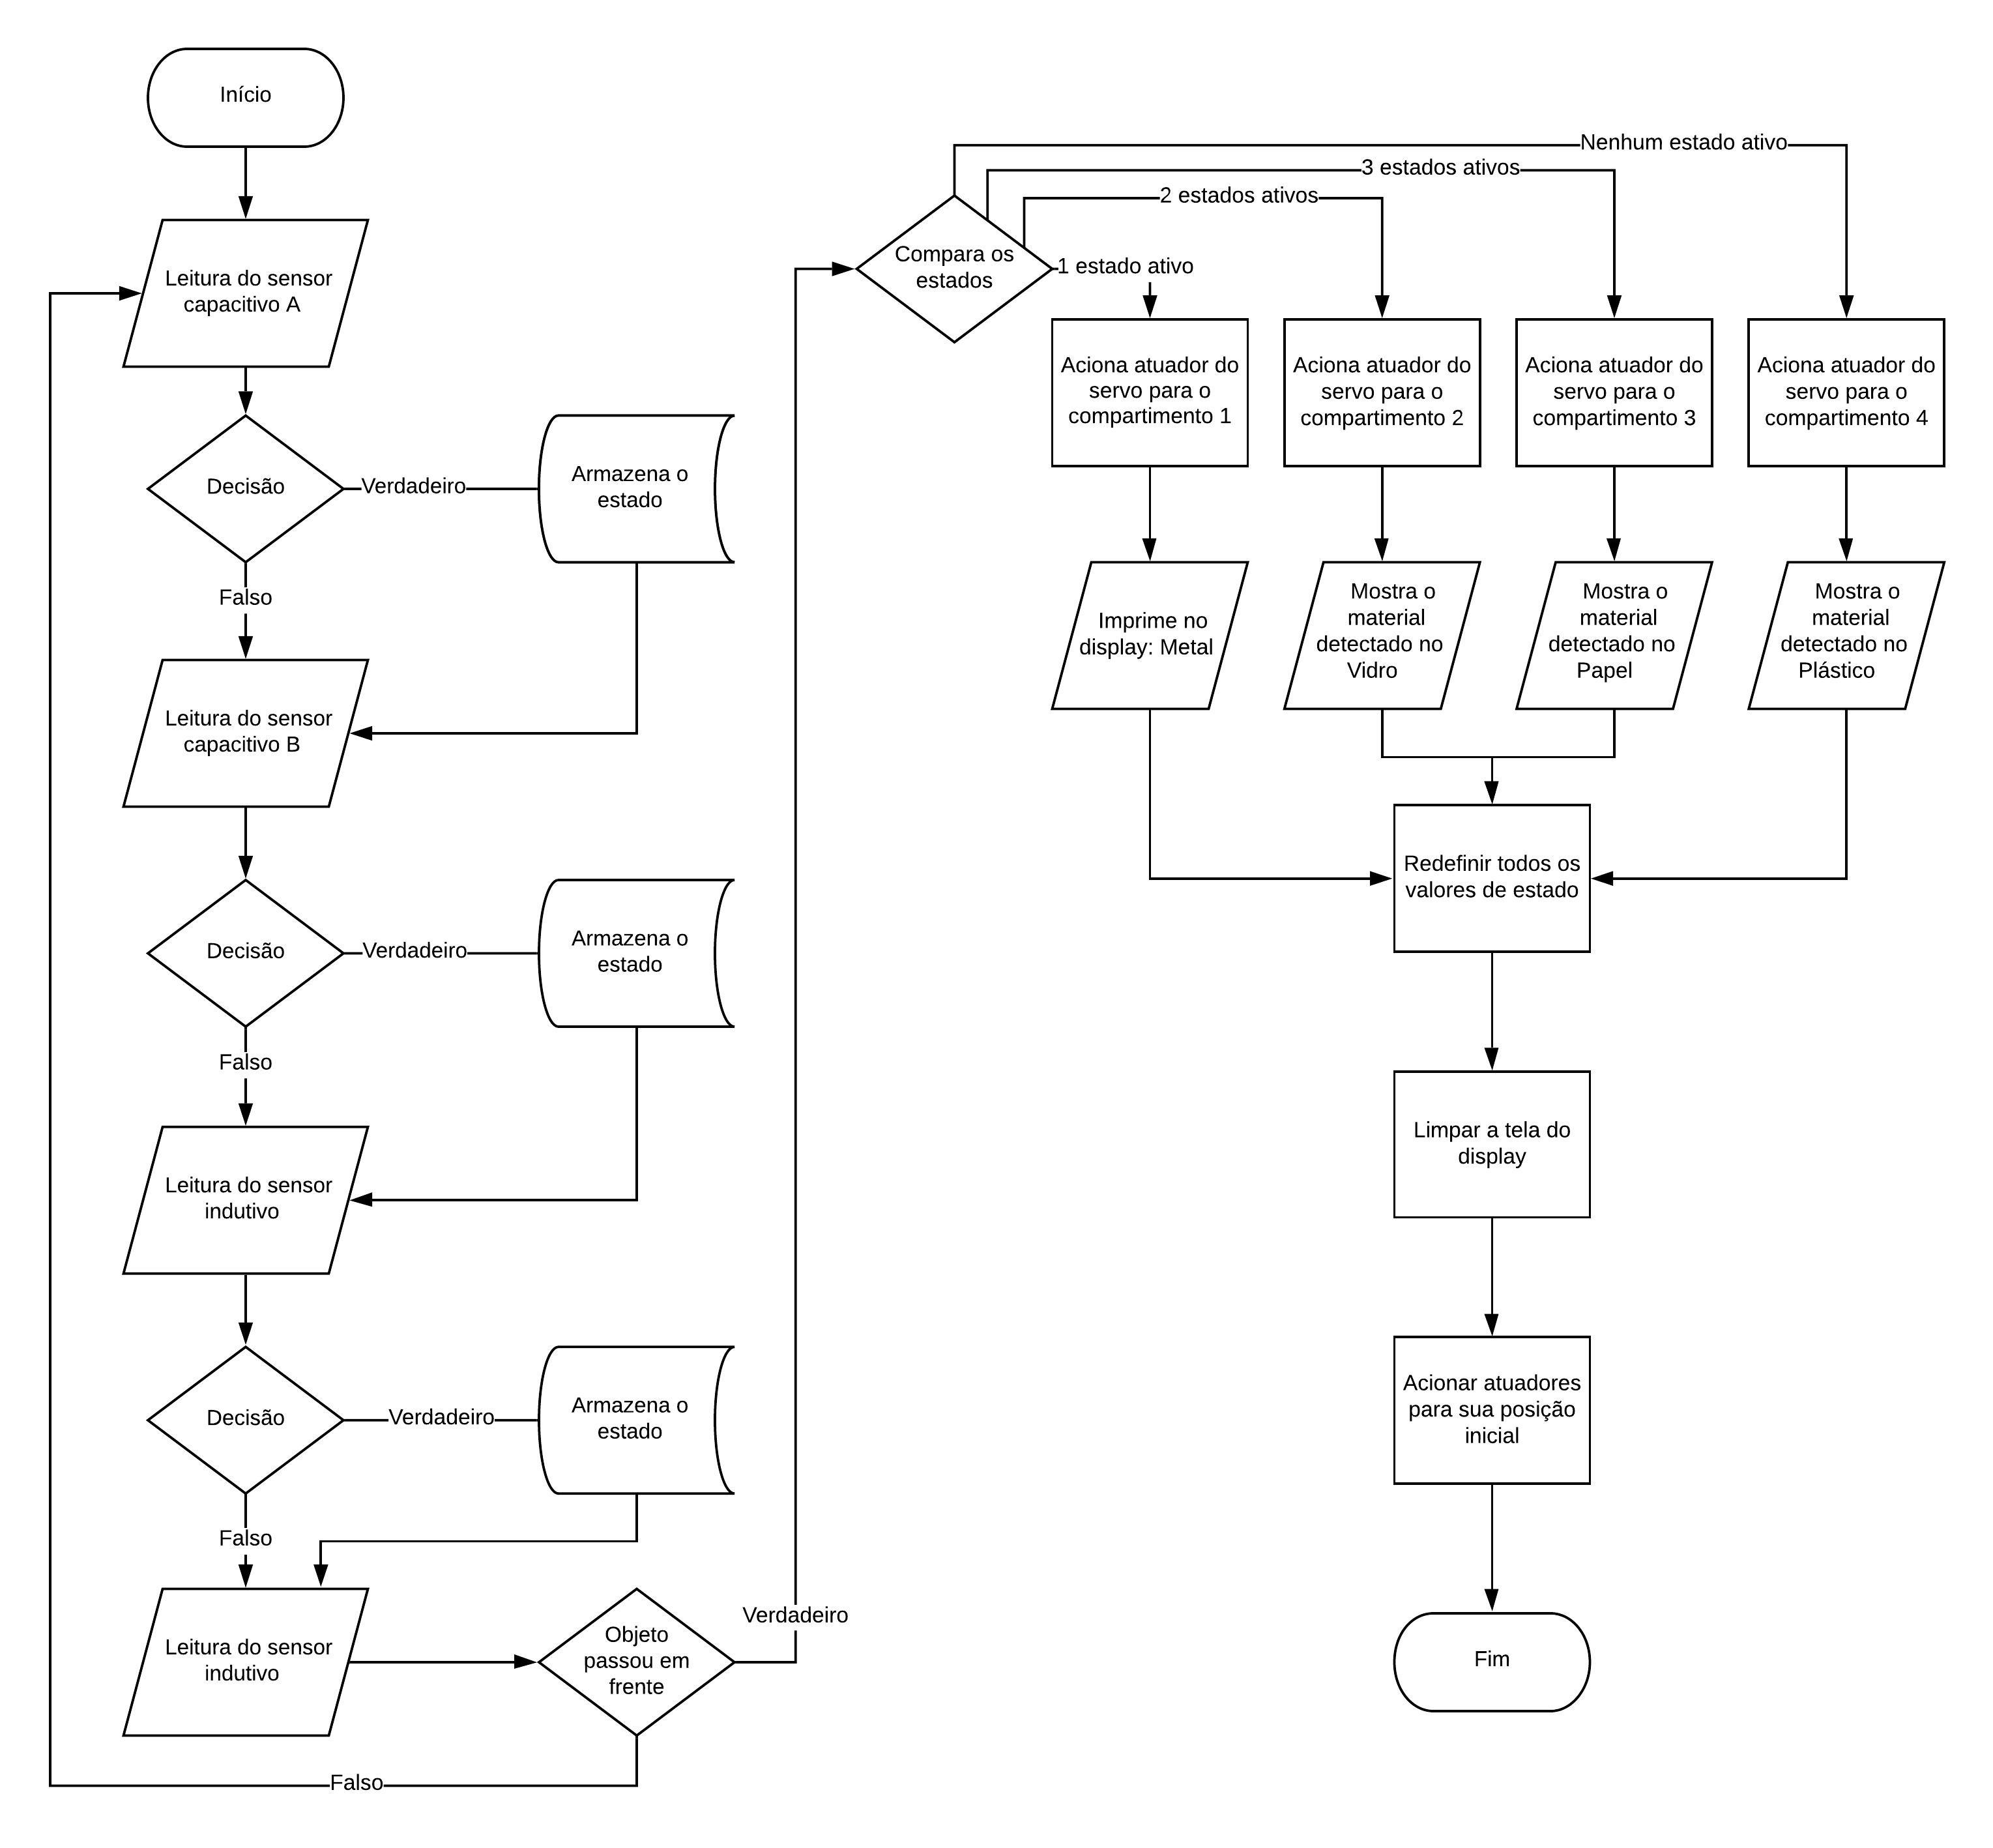 Início
Leitura do sensor
capacitivo A
Decisão
Verdadeiro
Armazena o
estado
Falso
Leitura do sensor
capacitivo B
Decisão
Verdadeiro
Armazena o
estado
Falso
Leitura do sensor
indutivo
Decisão
Verdadeiro
Armazena o
estado
Falso
Leitura do sensor
indutivo
Objeto
passou em
frente
Verdadeiro
Falso
Compara os
estados
Nenhum estado ativo
3 estados ativos
2 estados ativos
1 estado ativo
Aciona atuador do
servo para o
compartimento 1
Aciona atuador do
servo para o
compartimento 2
Aciona atuador do
servo para o
compartimento 3
Aciona atuador do
servo para o
compartimento 4
Imprime no
display: Metal
Mostra o
material
detectado no
Vidro
Mostra o
material
detectado no
Papel
Mostra o
material
detectado no
Plástico
Redefinir todos os
valores de estado
Limpar a tela do
display
Acionar atuadores
para sua posição
inicial
Fim